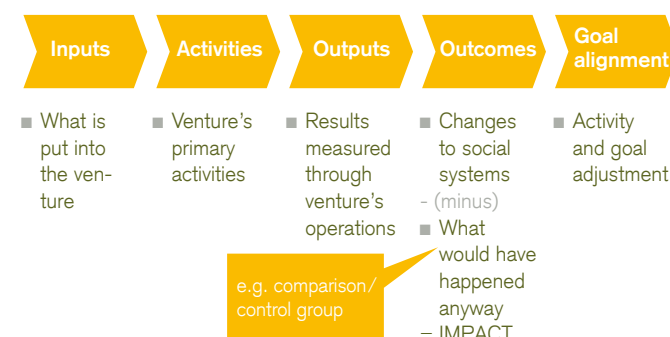 Inputs
Activities
Outputs
Outcomes
Goal
alignment
■ What is
put into
the ven-
ture
■ Venture's
primary
activities
■ Results
measured
through
venture's
operations
■ Changes
to social
systems
- (minus)
■ What
would have
happened
anyway
= IMPACT
■ Activity
and goal
adjustment
e.g. comparison/
control group